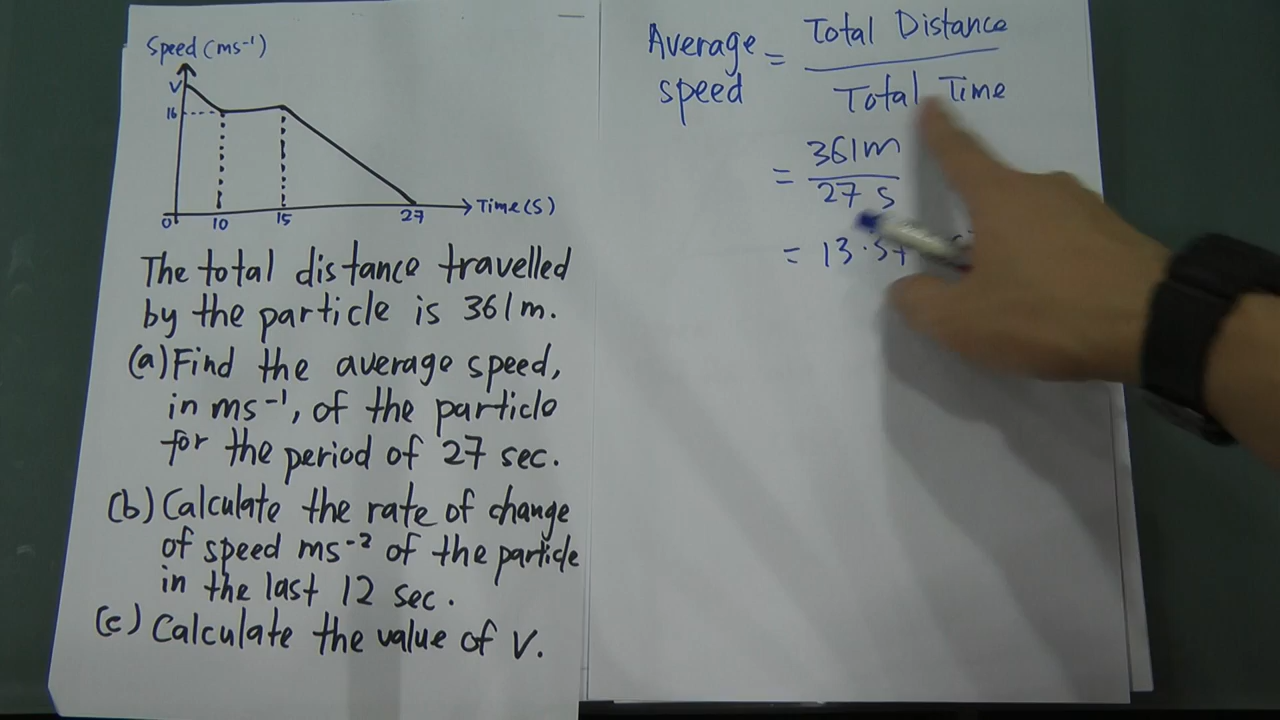 Speed (ms⁻¹)
V
16
0 10 15 27 Time (s)
The total distance travelled
by the particle is 361m.
(a) Find the average speed,
in ms⁻¹, of the particle
for the period of 27 sec.
(b) Calculate the rate of change
of speed ms⁻² of the particle
in the last 12 sec.
(c) Calculate the value of V.
Average speed = Total Distance
Total Time
= 361m
27 s
= 13.37